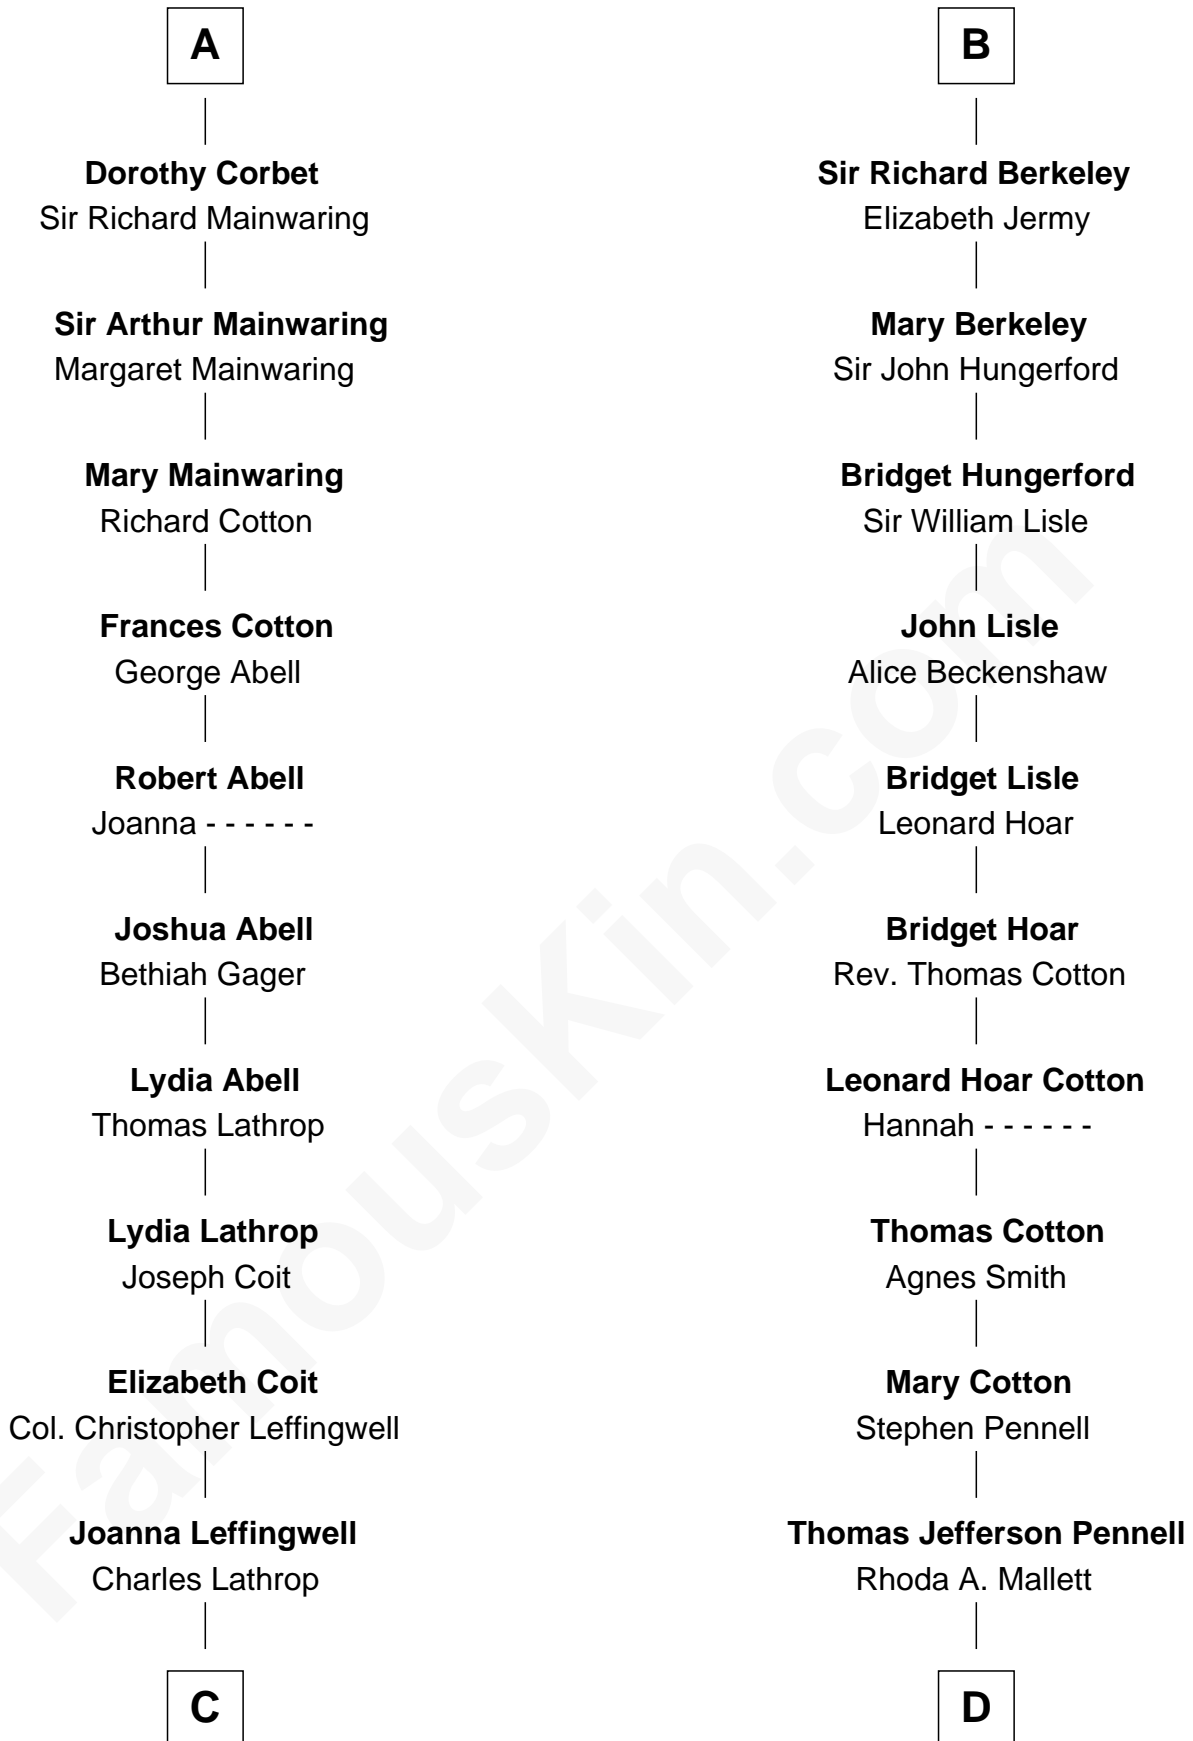 A
Dorothy Corbet
Sir Richard Mainwaring
Sir Arthur Mainwaring
Margaret Mainwaring
Mary Mainwaring
Richard Cotton
Frances Cotton
George Abell
Robert Abell
Joanna - - - - - -
Joshua Abell
Bethiah Gager
Lydia Abell
Thomas Lathrop
Lydia Lathrop
Joseph Coit
Elizabeth Coit
Col. Christopher Leffingwell
Joanna Leffingwell
Charles Lathrop
C
B
Sir Richard Berkeley
Elizabeth Jermy
Mary Berkeley
Sir John Hungerford
Bridget Hungerford
Sir William Lisle
John Lisle
Alice Beckenshaw
Bridget Lisle
Leonard Hoar
Bridget Hoar
Rev. Thomas Cotton
Leonard Hoar Cotton
Hannah - - - - - -
Thomas Cotton
Agnes Smith
Mary Cotton
Stephen Pennell
Thomas Jefferson Pennell
Rhoda A. Mallett
D
FamousKin.com